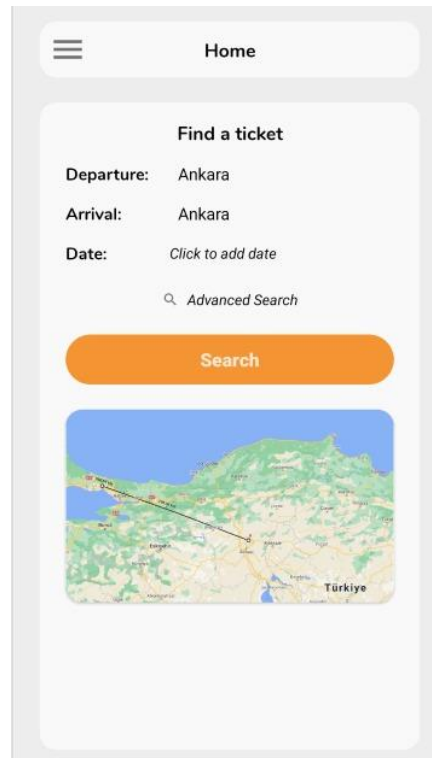 Home
Find a ticket
Departure: Ankara
Arrival: Ankara
Date: Click to add date
Advanced Search
Search
Türkiye